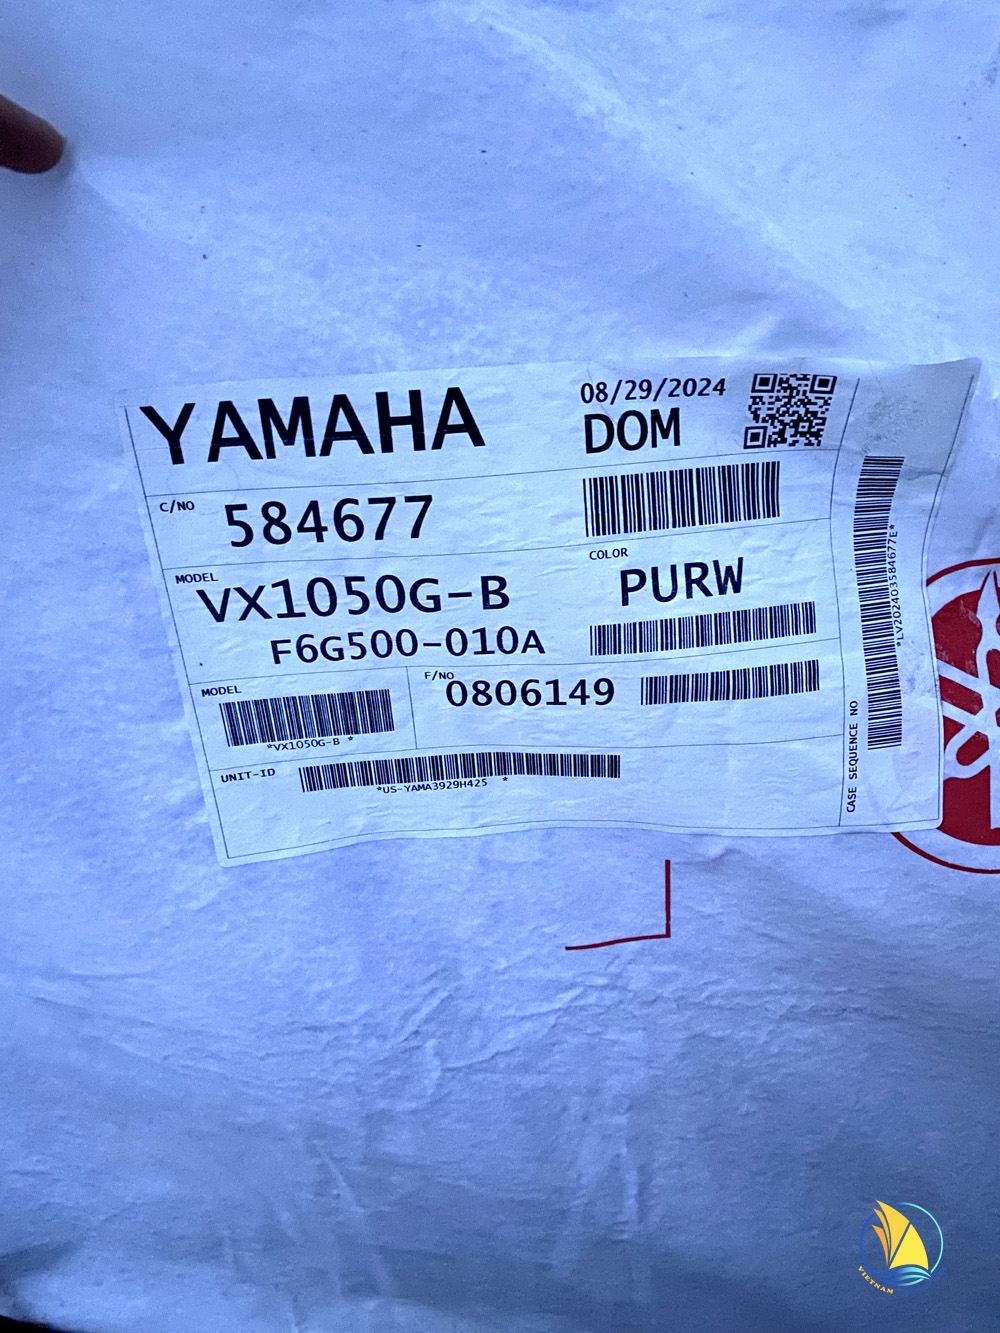 YAMAHA
08/29/2024
DOM
C/NO
584677
MODEL
VX1050G-B
F6G500-010A
COLOR
PURW
MODEL
*VX1050G-B *
F/NO
0806149
UNIT-ID
*US-YAMA3929H425 *
CASE SEQUENCE NO
*LV202403584677E*
VIETNAM